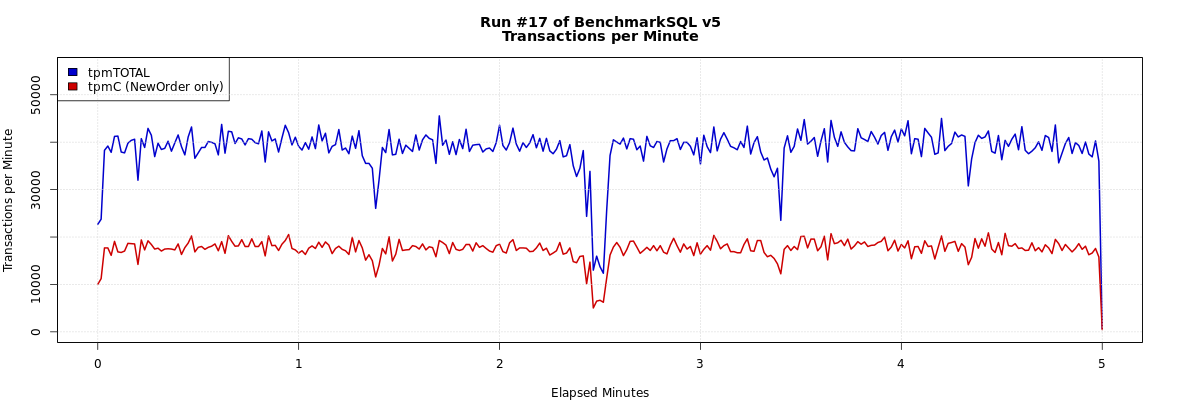 Run #17 of BenchmarkSQL v5
Transactions per Minute
tpmTOTAL
tpmC (NewOrder only)
Transactions per Minute
50000
30000
10000
0
0 1 2 3 4 5
Elapsed Minutes